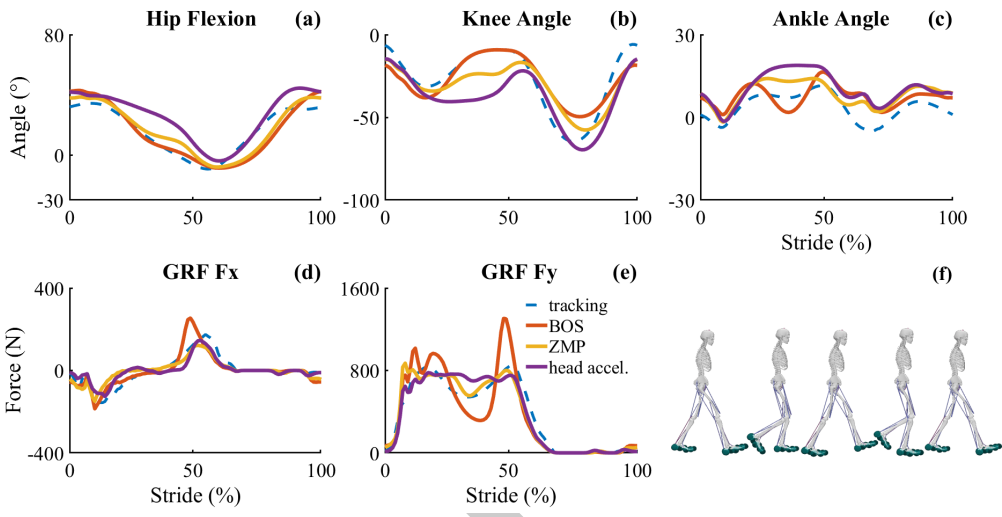 Hip Flexion (a)
80
0
-30
Angle (°)
0 50 100
Knee Angle (b)
0
-50
-100
0 50 100
Ankle Angle (c)
30
0
-30
0 50 100
Stride (%)
GRF Fx (d)
400
0
-400
Force (N)
0 50 100
Stride (%)
GRF Fy (e)
1600
800
0
tracking
BOS
ZMP
head accel.
0 50 100
Stride (%)
(f)